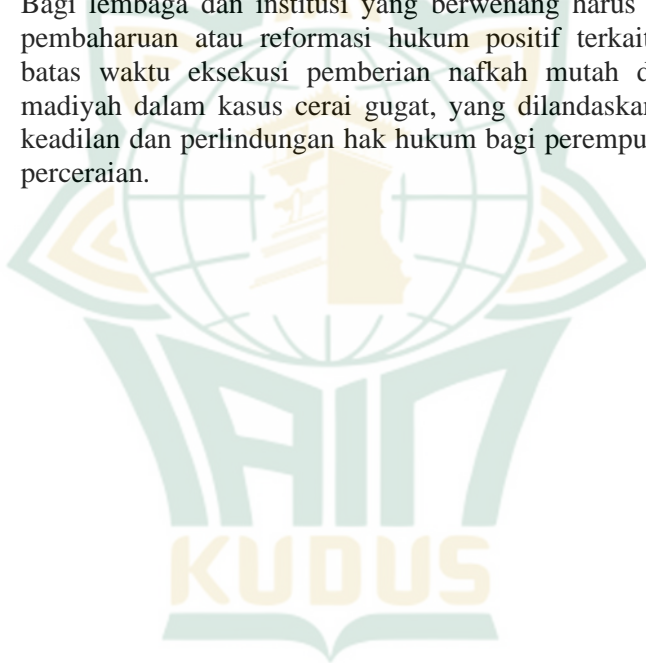 Bagi lembaga dan institusi yang berwenang harus
pembaharuan atau reformasi hukum positif terkait
batas waktu eksekusi pemberian nafkah mutah
madiyah dalam kasus cerai gugat, yang dilandaskan
keadilan dan perlindungan hak hukum bagi
perceraian.
IAIN
KUDUS